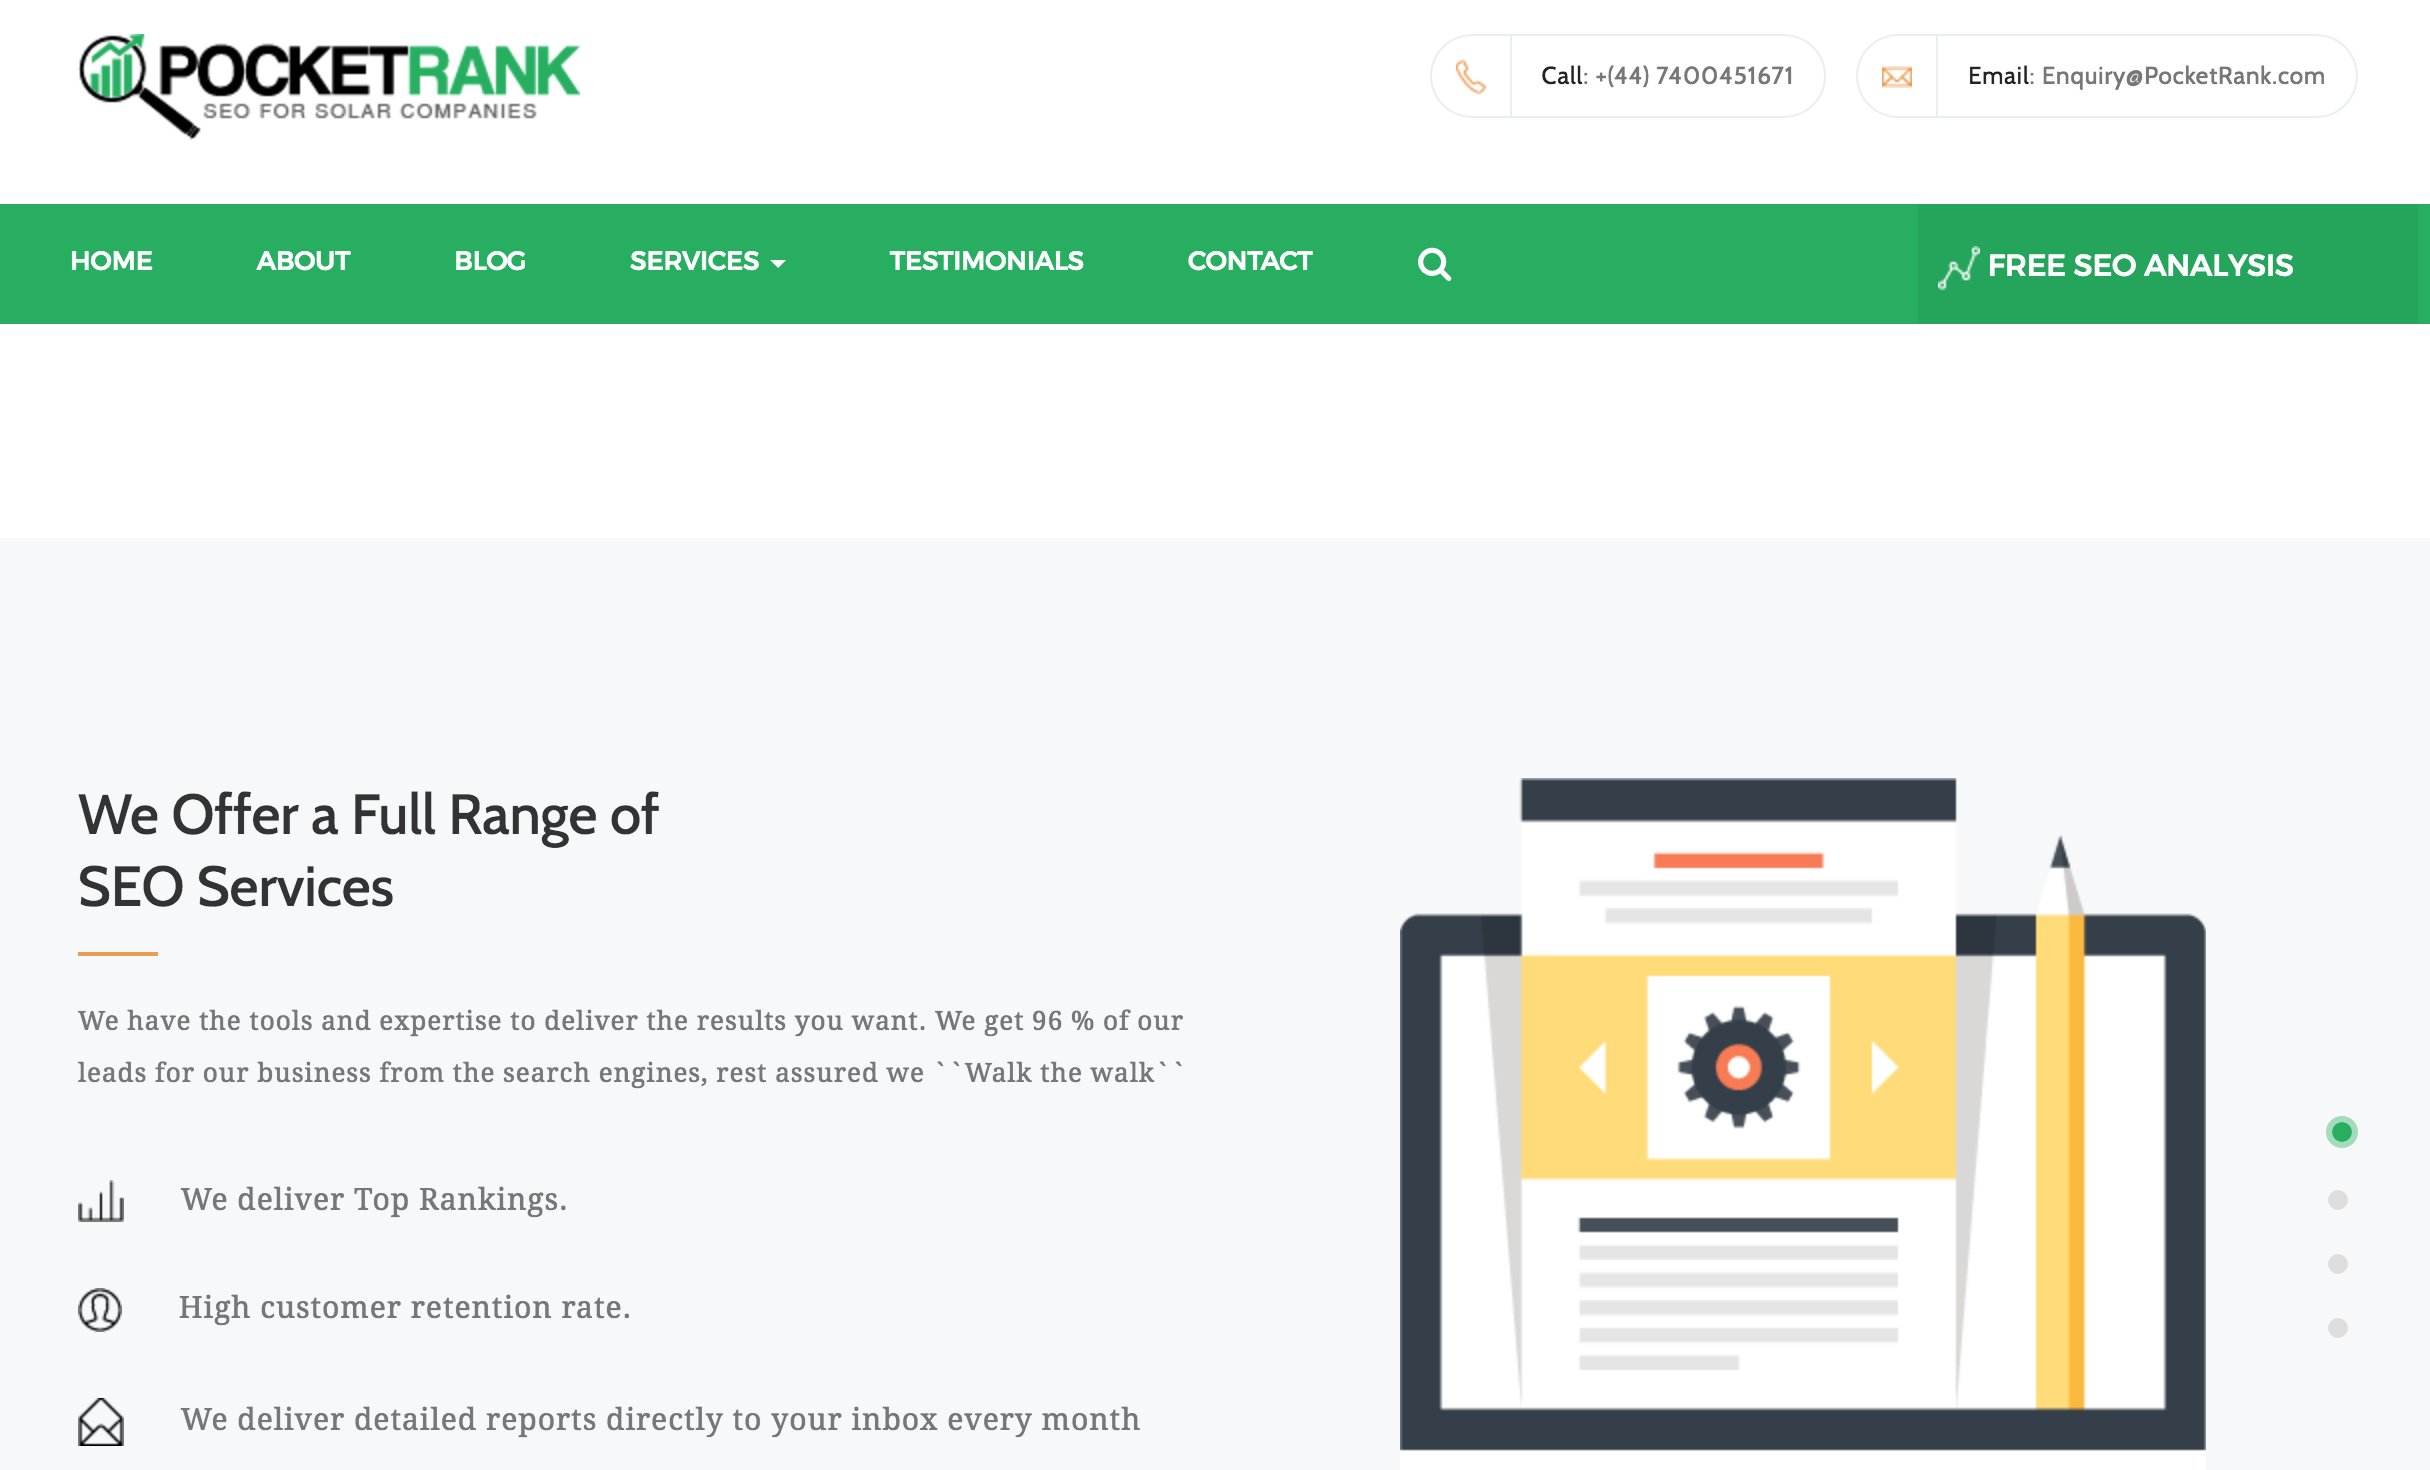 POCKETRANK
SEO FOR SOLAR COMPANIES
Call: +(44) 7400451671
Email: Enquiry@PocketRank.com
HOME
ABOUT
BLOG
SERVICES
TESTIMONIALS
CONTACT
FREE SEO ANALYSIS
We Offer a Full Range of
SEO Services
We have the tools and expertise to deliver the results you want. We get 96 % of our
leads for our business from the search engines, rest assured we ``Walk the walk``
We deliver Top Rankings.
High customer retention rate.
We deliver detailed reports directly to your inbox every month